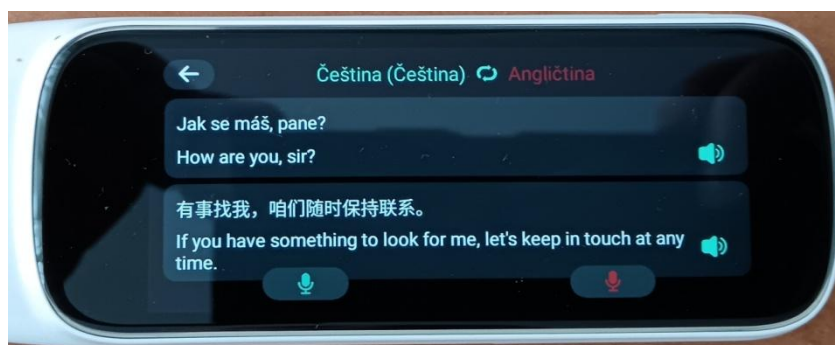 Čeština (Čeština) Angličtina
Jak se máš, pane?
How are you, sir?
有事找我，咱们随时保持联系。
If you have something to look for me, let's keep in touch at any
time.